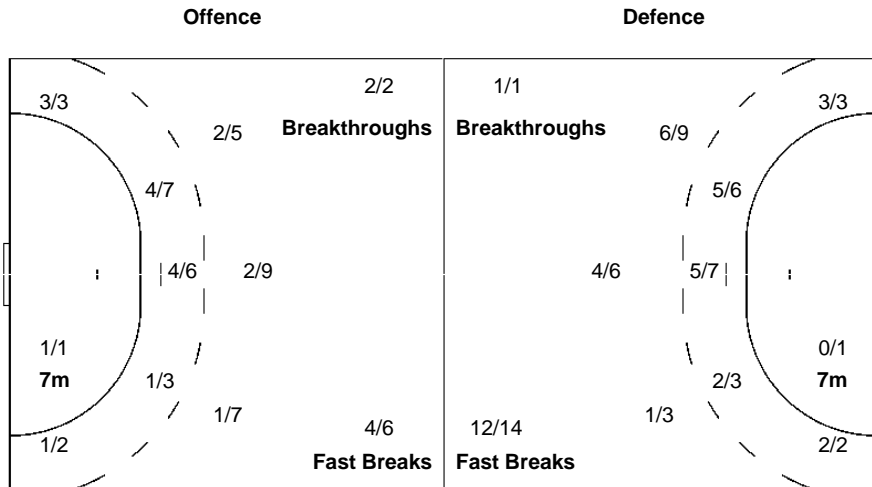 Offence Defence
2/2 1/1
3/3 3/3
Breakthroughs Breakthroughs
2/5 6/9
4/7 5/6
4/6 2/9 4/6 5/7
1/1 0/1
7m 7m
1/3 2/3
1/7 1/3
4/6 12/14
1/2 2/2
Fast Breaks Fast Breaks